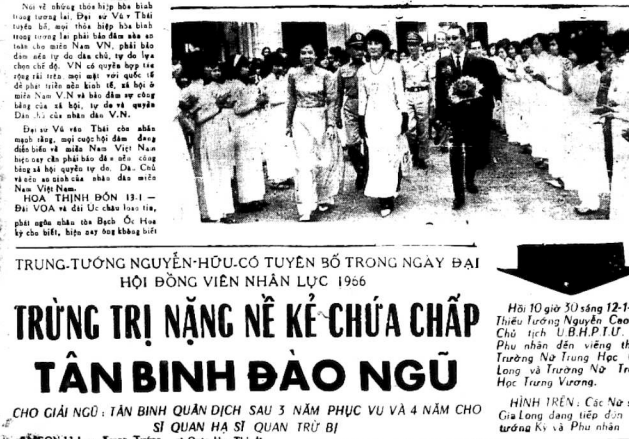 Nói về những thỏa hiệp hòa bình
trong tương lai, Đại sứ Vũ v Thái
tuyên bố, mọi thỏa hiệp hòa bình
trong tương lai phải bảo đảm nền an
toàn cho miền Nam VN, phải bảo
đảm nền tự do dân chủ, tự do lựa
chọn chế độ. VN có quyền hợp tác
rộng rãi trên mọi mặt với quốc tế
để phát triển nền kinh tế, xã hội ở
miền Nam V.N và bảo đảm sự công
bằng của xã hội, tự do và quyền
Dân chủ của nhân dân V.N.
Đại sứ Vũ văn Thái còn nhấn
mạnh rằng, mọi cuộc hội đàm đang
diễn biến về miền Nam Việt Nam
hiện nay cần phải bảo đảm nền công
bằng xã hội quyền tự do, Dân Chủ
và nền an ninh của nhân dân miền
Nam Việt Nam.
HOA THỊNH ĐỐN 13-1 —
Đài VOA và đài Úc châu loan tin,
phát ngôn nhân tòa Bạch Ốc Hoa
kỳ cho biết, hiện nay ông không biết
TRUNG-TƯỚNG NGUYỄN-HỮU-CÓ TUYÊN BỐ TRONG NGÀY ĐẠI
HỘI ĐỘNG VIÊN NHÂN LỰC 1966
TRỪNG TRỊ NẶNG NỀ KẺ CHỨA CHẤP
TÂN BINH ĐÀO NGŨ
CHO GIẢI NGŨ : TÂN BINH QUÂN DỊCH SAU 3 NĂM PHỤC VỤ VÀ 4 NĂM CHO
SĨ QUAN HẠ SĨ QUAN TRỪ BỊ
Hồi 10 giờ 30 sáng 12-1-
Thiếu Tướng Nguyễn Cao
Chủ tịch U.B.H.P.T.Ư.
Phu nhân đến viếng th
Trường Nữ Trung Học
Long và Trường Nữ Tr
Học Trưng Vương.
HÌNH TRÊN : Các Nữ s
Gia Long đang tiếp đón
tướng Kỳ và Phu nhân